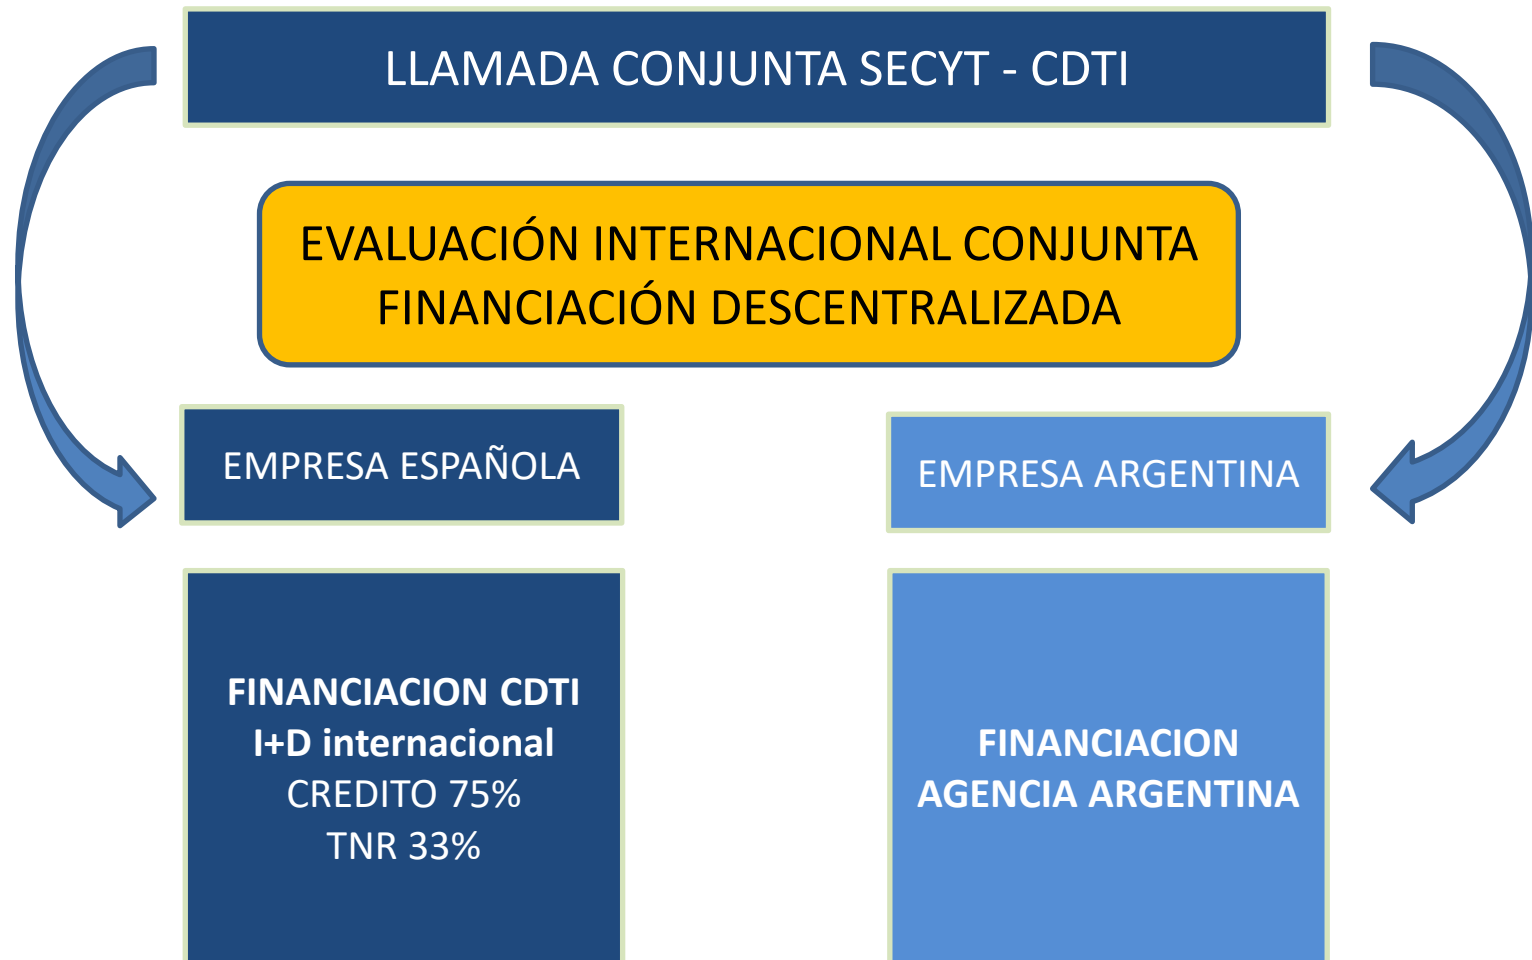 LLAMADA CONJUNTA SECYT - CDTI
EVALUACIÓN INTERNACIONAL CONJUNTA
FINANCIACIÓN DESCENTRALIZADA
EMPRESA ESPAÑOLA
EMPRESA ARGENTINA
FINANCIACION CDTI
I+D internacional
CREDITO 75%
TNR 33%
FINANCIACION
AGENCIA ARGENTINA